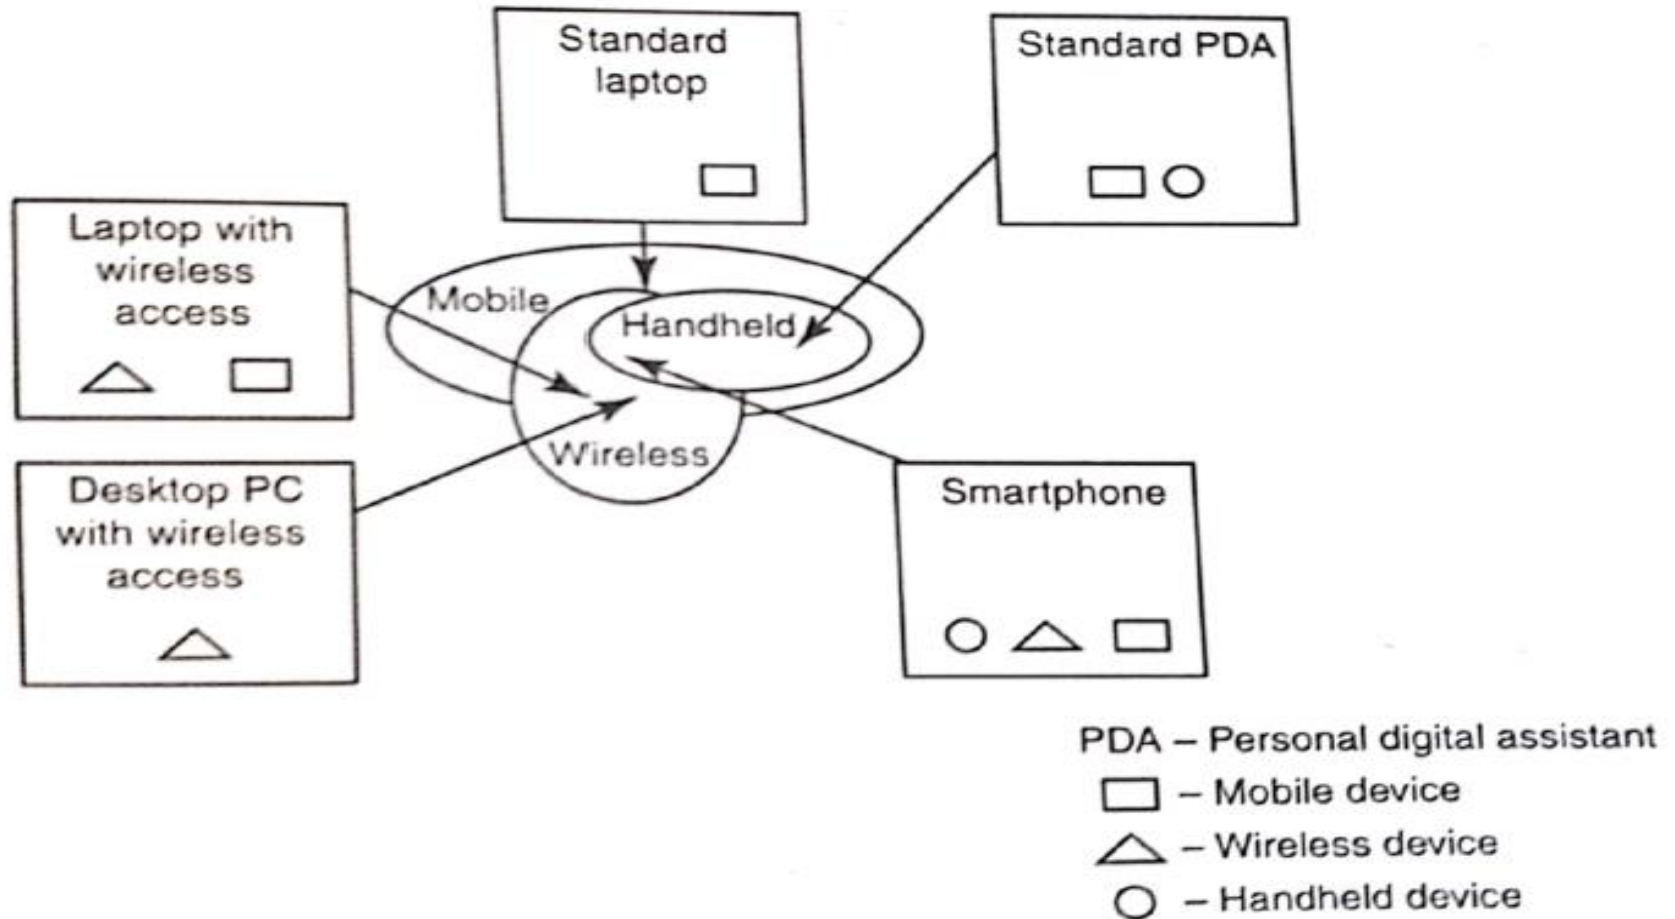 Standard
laptop
Standard PDA
Laptop with
wireless
access
Mobile
Handheld
Wireless
Desktop PC
with wireless
access
Smartphone
PDA – Personal digital assistant
– Mobile device
– Wireless device
– Handheld device